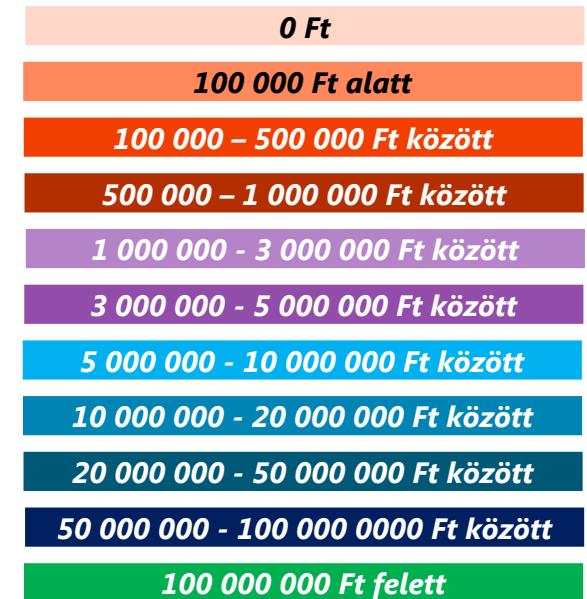 0 Ft
100 000 Ft alatt
100 000 – 500 000 Ft között
500 000 – 1 000 000 Ft között
1 000 000 - 3 000 000 Ft között
3 000 000 - 5 000 000 Ft között
5 000 000 - 10 000 000 Ft között
10 000 000 - 20 000 000 Ft között
20 000 000 - 50 000 000 Ft között
50 000 000 - 100 000 0000 Ft között
100 000 000 Ft felett